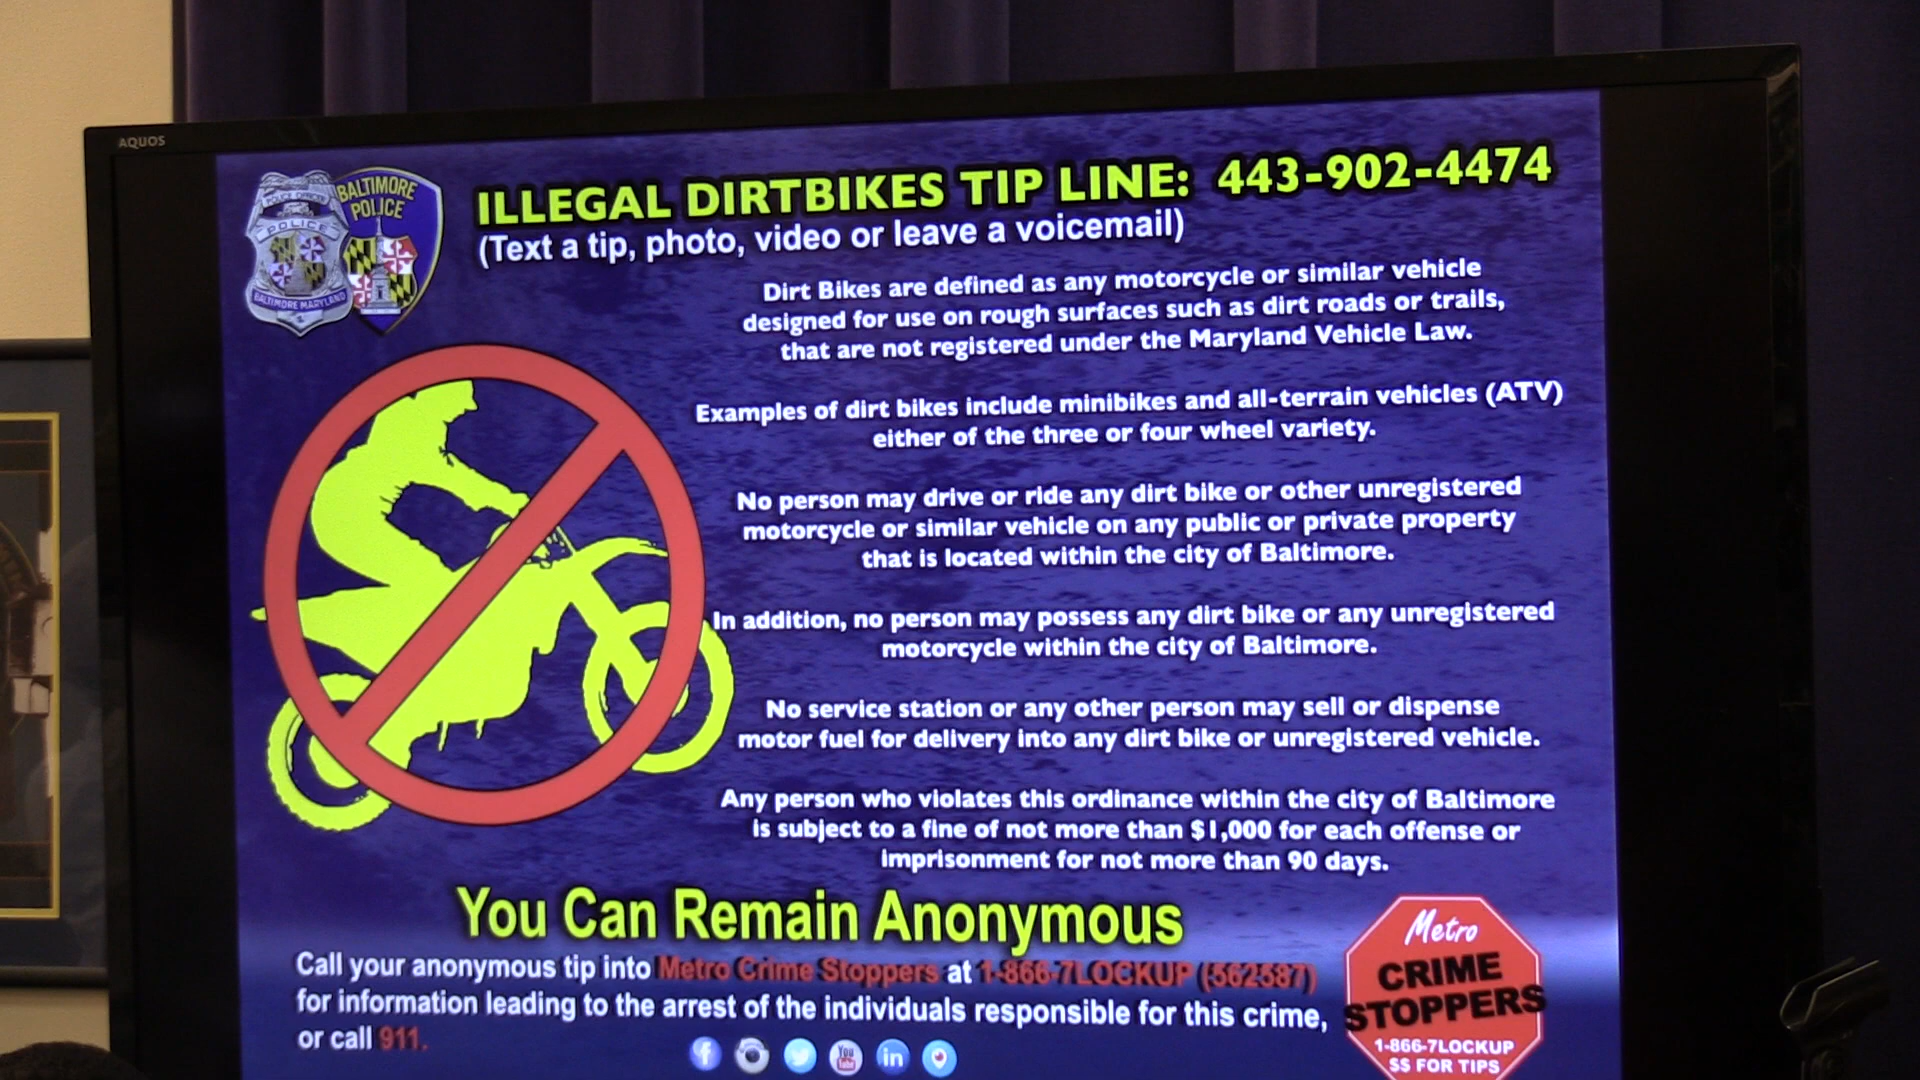 AQUOS
POLICE OFFICER
POLICE
BALTIMORE MARYLAND
BALTIMORE
POLICE
ILLEGAL DIRTBIKES TIP LINE: 443-902-4474
(Text a tip, photo, video or leave a voicemail)
Dirt Bikes are defined as any motorcycle or similar vehicle
designed for use on rough surfaces such as dirt roads or trails,
that are not registered under the Maryland Vehicle Law.
Examples of dirt bikes include minibikes and all-terrain vehicles (ATV)
either of the three or four wheel variety.
No person may drive or ride any dirt bike or other unregistered
motorcycle or similar vehicle on any public or private property
that is located within the city of Baltimore.
In addition, no person may possess any dirt bike or any unregistered
motorcycle within the city of Baltimore.
No service station or any other person may sell or dispense
motor fuel for delivery into any dirt bike or unregistered vehicle.
Any person who violates this ordinance within the city of Baltimore
is subject to a fine of not more than $1,000 for each offense or
imprisonment for not more than 90 days.
You Can Remain Anonymous
Call your anonymous tip into Metro Crime Stoppers at 1-866-7LOCKUP (562587)
for information leading to the arrest of the individuals responsible for this crime,
or call 911.
Metro
CRIME
STOPPERS
1-866-7LOCKUP
$$ FOR TIPS
f
You
Tube
in